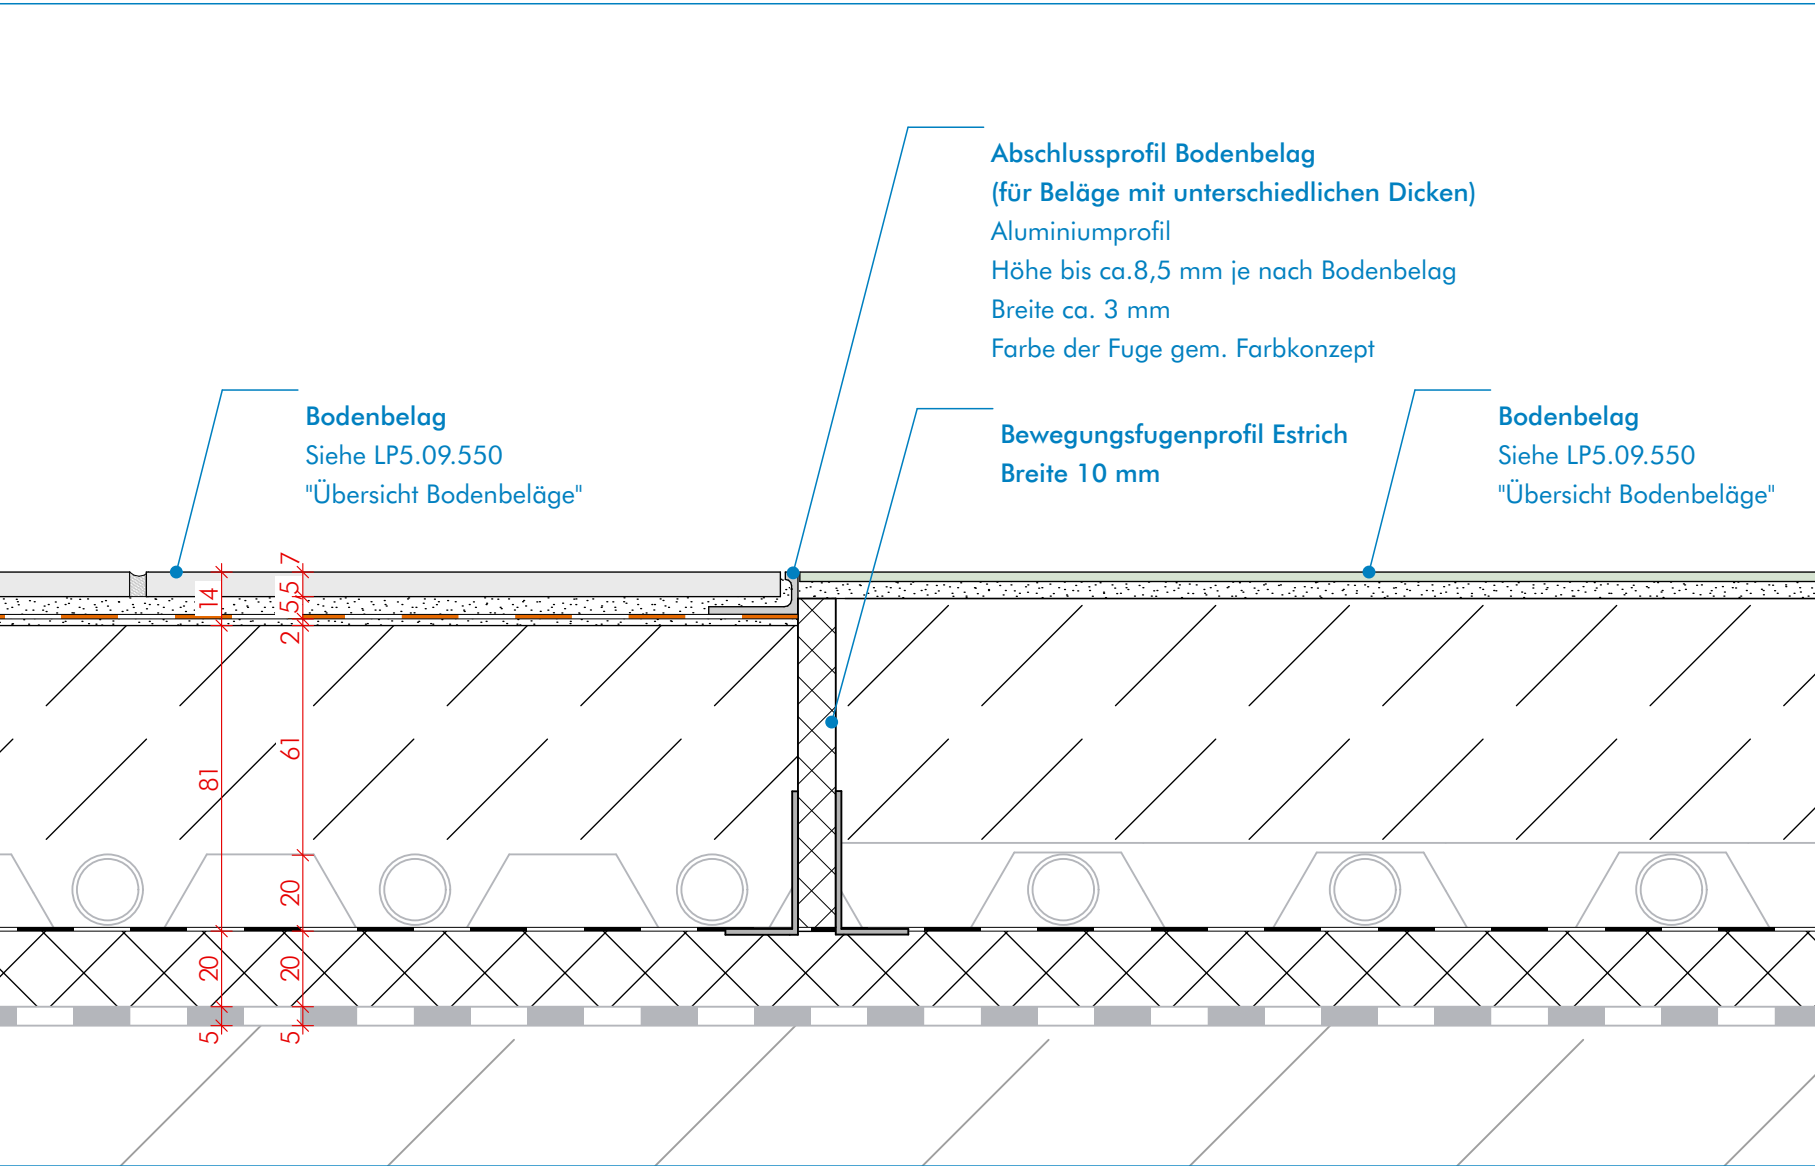 Abschlussprofil Bodenbelag
(für Beläge mit unterschiedlichen Dicken)
Aluminiumprofil
Höhe bis ca.8,5 mm je nach Bodenbelag
Breite ca. 3 mm
Farbe der Fuge gem. Farbkonzept
Bodenbelag
Siehe LP5.09.550
"Übersicht Bodenbeläge"
Bewegungsfugenprofil Estrich
Breite 10 mm
Bodenbelag
Siehe LP5.09.550
"Übersicht Bodenbeläge"
14
81
20
5
7
5,5
2
61
20
20
5